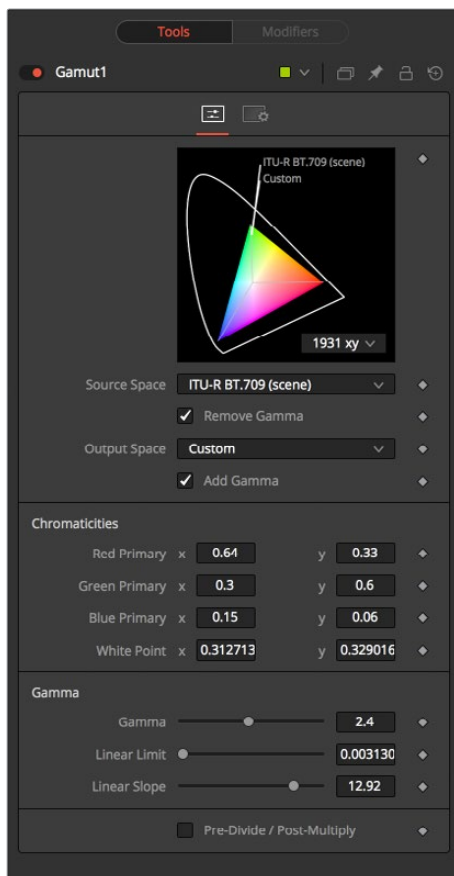 Tools Modifiers
Gamut1
ITU-R BT.709 (scene)
Custom
1931 xy
Source Space ITU-R BT.709 (scene)
Remove Gamma
Output Space Custom
Add Gamma
Chromaticities
Red Primary x 0.64 y 0.33
Green Primary x 0.3 y 0.6
Blue Primary x 0.15 y 0.06
White Point x 0.312713 y 0.329016
Gamma
Gamma 2.4
Linear Limit 0.003130
Linear Slope 12.92
Pre-Divide / Post-Multiply